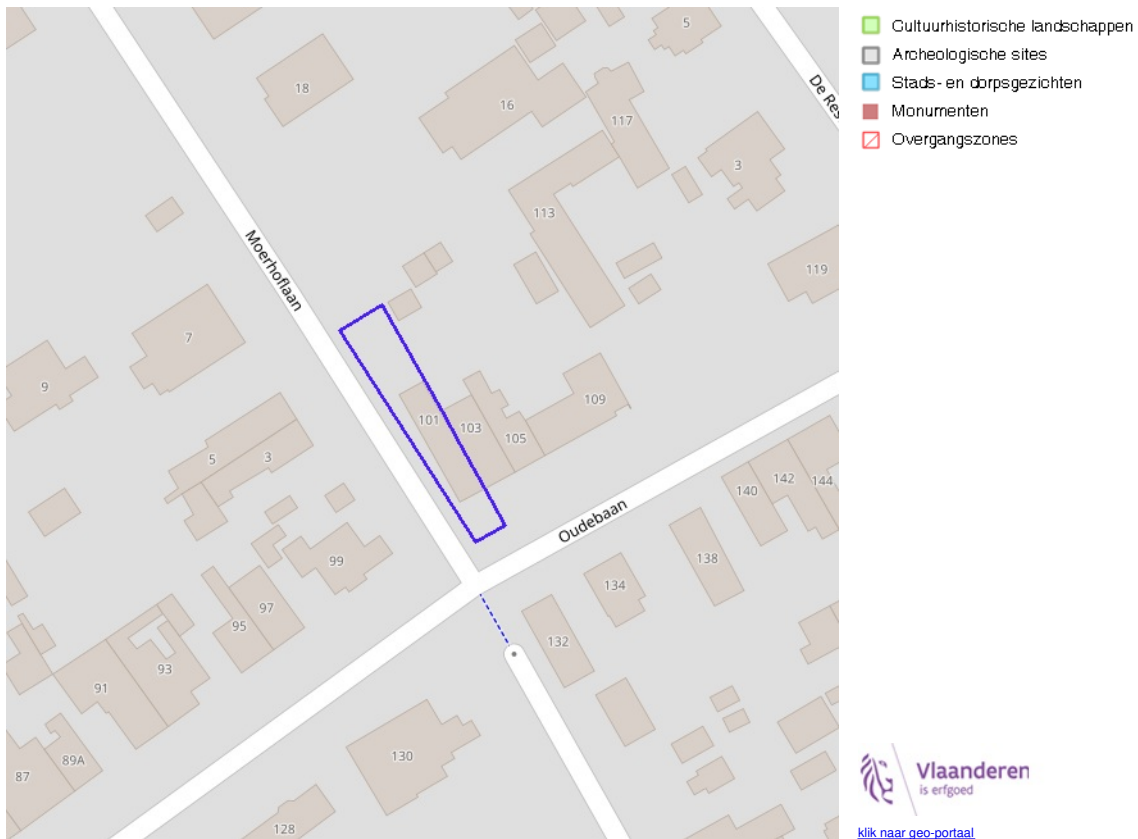 Cultuurhistorische landschappen
Archeologische sites
Stads- en dorpsgezichten
Monumenten
Overgangszones
5
De Res
18
16
117
3
113
119
Moerhoflaan
7
9
101
103
105
109
5
3
140
142
144
Oudebaan
99
138
134
97
95
132
93
91
130
89A
87
128
Vlaanderen
is erfgoed
klik naar geo-portaal